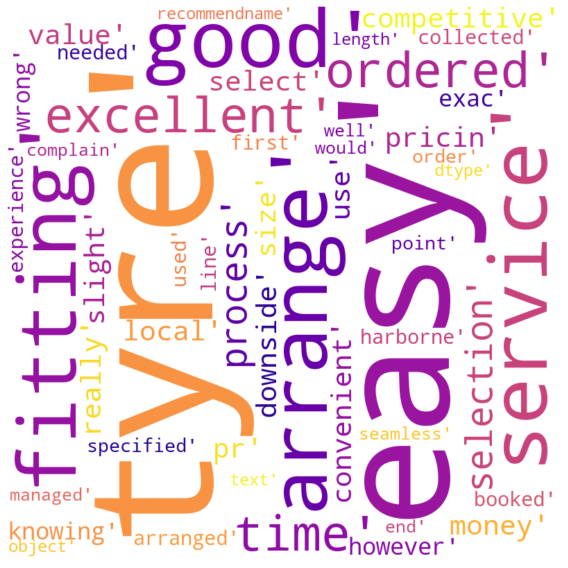 recommendname'
value'
needed'
good'
length'
competitive'
collected'
wrong'
select'
ordered'
exac'
excellent'
complain'
first'
well'
would'
pricin'
order'
dtype'
experience'
fitting'
slight'
really'
tyre'
used'
line'
local'
process'
size'
downside'
arrange'
use'
convenient'
easy'
point'
harborne'
selection'
service'
specified'
pr'
text'
seamless'
managed'
knowing'
object'
arranged'
time'
however'
end'
money'
booked'